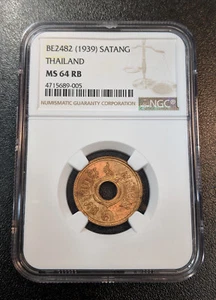 BE2482 (1939) SATANG
THAILAND
MS 64 RB
4715689-005
NUMISMATIC GUARANTY CORPORATION
NGC